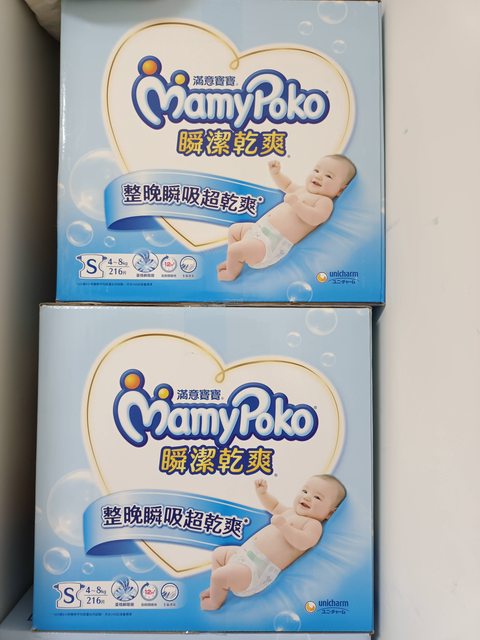 滿意寶寶
MamyPoko
瞬潔乾爽
整晚瞬吸超乾爽*
S
4~8kg
216片
12hr
unicharm
ユニ・チャーム
滿意寶寶
MamyPoko
瞬潔乾爽
整晚瞬吸超乾爽*
S
4~8kg
216片
12hr
unicharm
ユニ・チャーム